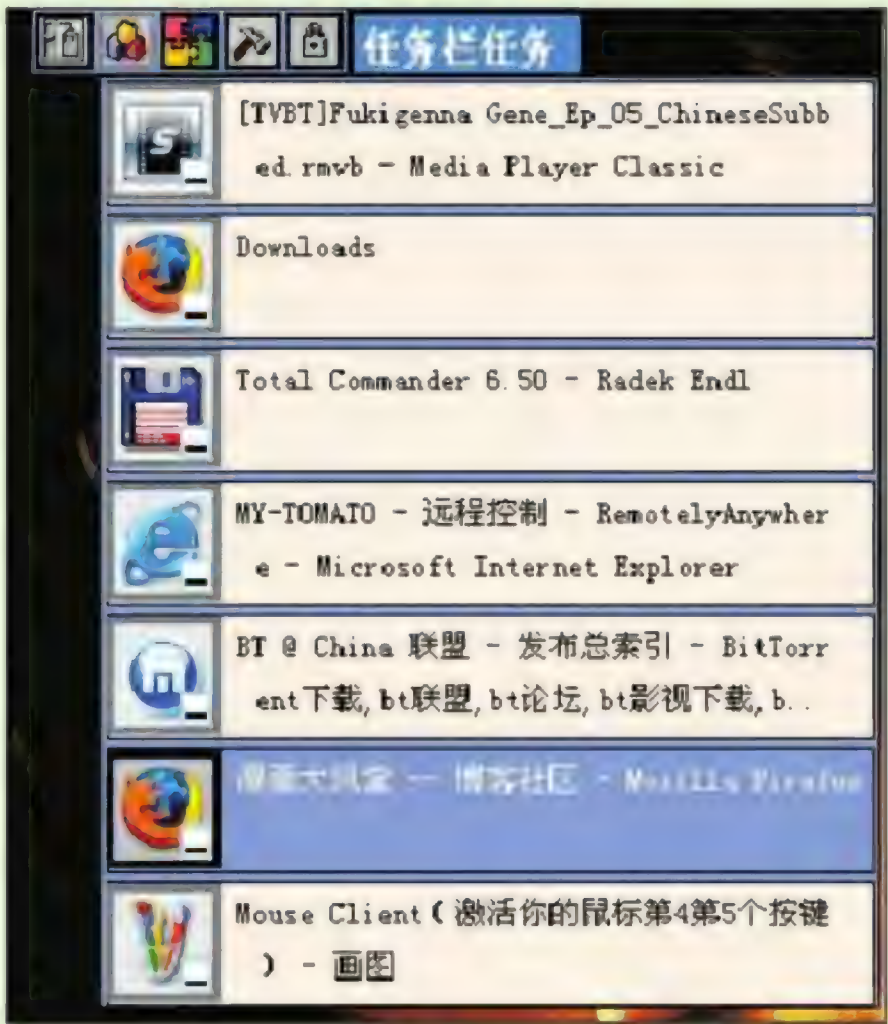 任务栏任务
[TVBT]Fukigenna Gene_Ep_05_ChineseSubb
ed.rmvb - Media Player Classic
Downloads
Total Commander 6.50 - Radek Endl
MY-TOMATO - 远程控制 - RemotelyAnywher
e - Microsoft Internet Explorer
BT @ China 联盟 - 发布总索引 - BitTorr
ent下载,bt联盟,bt论坛,bt影视下载,b..
博客社区 - Mozilla Firefox
Mouse Client(激活你的鼠标第4第5个按键
) - 画图